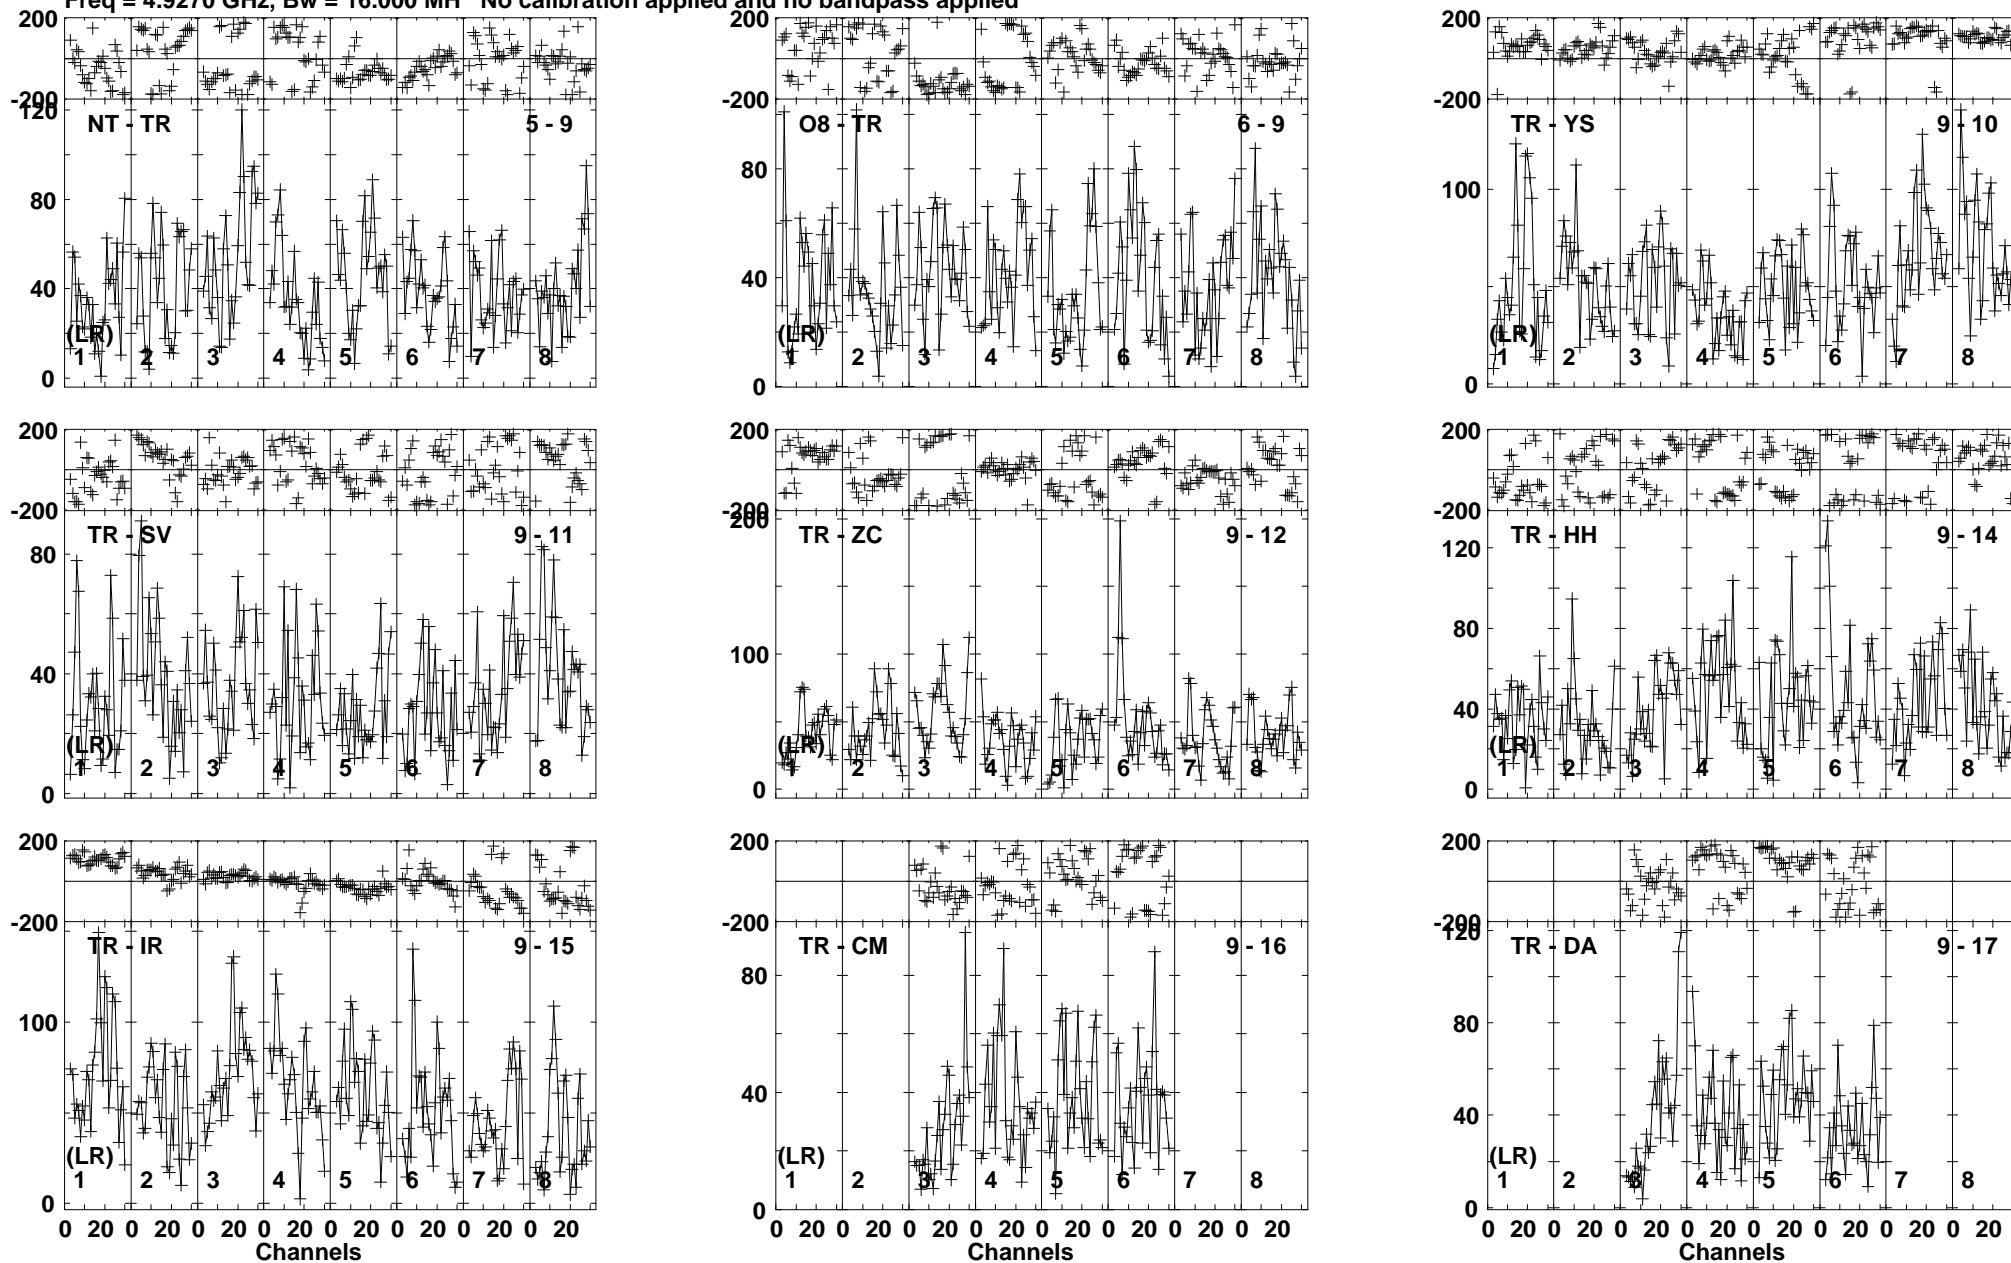 Freq = 4.9270 GHz, Bw = 16.000 MH No calibration applied and no bandpass applied
200 200 200
-200 -200 -200
120
NT - TR 5 - 9 O8 - TR 6 - 9 TR - YS 9 - 10
80 80 100
40 40
(LR) (LR) (LR)
1 2 3 4 5 6 7 8 1 2 3 4 5 6 7 8 1 2 3 4 5 6 7 8
0 0 0
200 200 200
-200 -200 -200
200
TR - SV 9 - 11 TR - ZC 9 - 12 TR - HH 9 - 14
80 100 120
40 80
40
(LR) (LR) (LR)
1 2 3 4 5 6 7 8 1 2 3 4 5 6 7 8 1 2 3 4 5 6 7 8
0 0 0
200 200 200
-200 -200 -200
120
TR - IR 9 - 15 TR - CM 9 - 16 TR - DA 9 - 17
100 80 80
40 40
(LR) (LR) (LR)
1 2 3 4 5 6 7 8 1 2 3 4 5 6 7 8 1 2 3 4 5 6 7 8
0 0 0
0 20 0 20 0 20 0 20 0 20 0 20 0 20 0 20 0 20 0 20 0 20 0 20 0 20 0 20 0 20 0 20 0 20 0 20 0 20 0 20 0 20 0 20 0 20 0 20
Channels Channels Channels